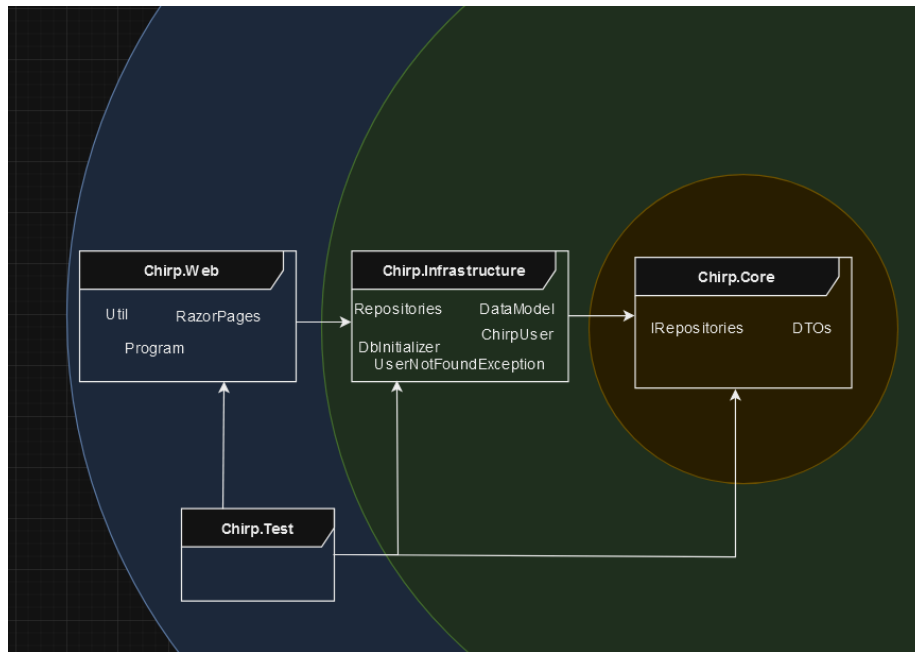 Chirp.Web
Util
RazorPages
Program
Chirp.Infrastructure
Repositories
DataModel
ChirpUser
DbInitializer
UserNotFoundException
Chirp.Core
IRepositories
DTOs
Chirp.Test